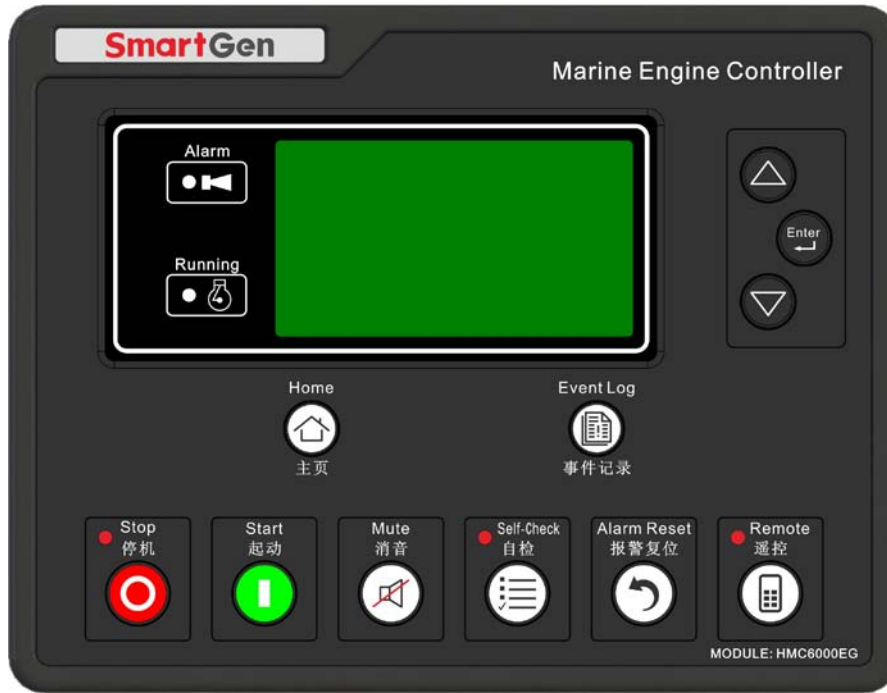 SmartGen
Marine Engine Controller
Alarm
Running
Enter
Home
主页
Event Log
事件记录
Stop
停机
Start
起动
Mute
消音
Self-Check
自检
Alarm Reset
报警复位
Remote
遥控
MODULE: HMC6000EG